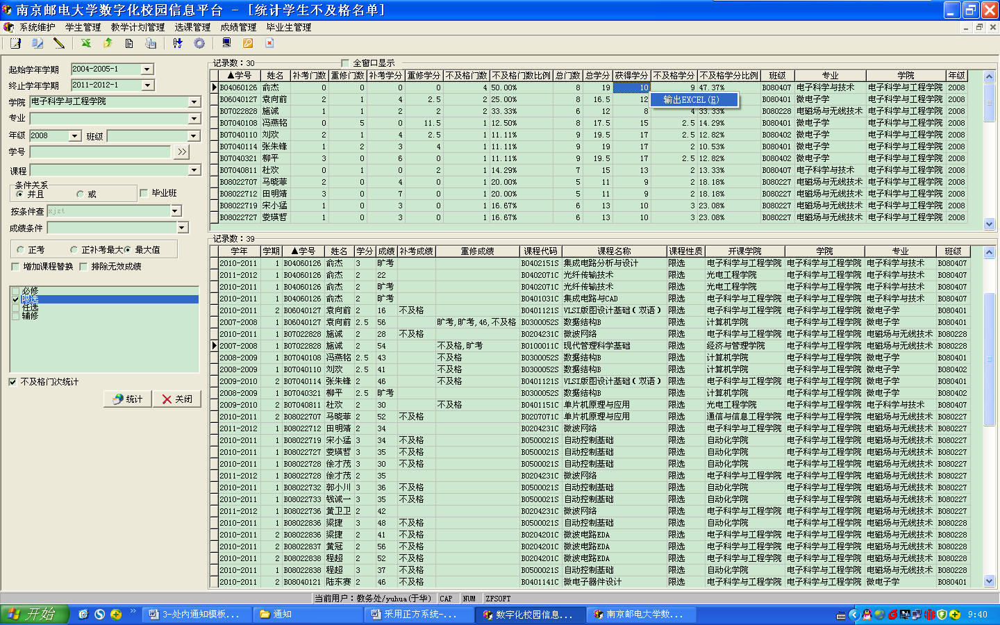 南京邮电大学数字化校园信息平台 - [统计学生不及格名单]
系统维护 学生管理 教学计划管理 选课管理 成绩管理 毕业生管理
起始学年学期 2004-2005-1
终止学年学期 2011-2012-1
学院 电子科学与工程学院
专业
年级 2008 班级
学号 >>
课程
条件关系
并且 或 毕业班
按条件查 xjzt
成绩条件
正考 正补考最大 最大值
增加课程替换 排除无效成绩
必修
限选
任选
辅修
不及格门次统计
统计 关闭
记录数：30 全窗口显示
▲学号 姓名 补考门数 重修门数 补考学分 重修学分 不及格门数 不及格门数比例 总门数 总学分 获得学分 不及格学分 不及格学分比例 班级 专业 学院 年级
B04060126 俞杰 0 0 0 0 4 50.00% 8 19 10 9 47.37% B080407 电子科学与技术 电子科学与工程学院 2008
B06040127 袁向前 2 1 4 2.5 2 25.00% 8 16.5 12 B080401 微电子学 电子科学与工程学院 2008
输出EXCEL(E)
B07022828 施诚 1 1 2 2 2 33.33% 6 12 8 4 33.33% B080228 电磁场与无线技术 电子科学与工程学院 2008
B07040108 冯燕铭 0 5 0 11.5 1 12.50% 8 17.5 15 2.5 14.29% B080401 微电子学 电子科学与工程学院 2008
B07040110 刘欢 2 1 4 2.5 1 11.11% 9 19.5 17 2.5 12.82% B080402 微电子学 电子科学与工程学院 2008
B07040114 张朱锋 1 2 3 4 1 11.11% 9 19 17 2 10.53% B080401 微电子学 电子科学与工程学院 2008
B07040321 柳平 3 0 6 0 1 11.11% 9 19.5 17 2.5 12.82% B080402 微电子学 电子科学与工程学院 2008
B07040811 杜欢 0 1 0 2 1 14.29% 7 15 13 2 13.33% B080407 电子科学与技术 电子科学与工程学院 2008
B08022707 马晓菲 2 0 4 0 1 20.00% 5 11 9 2 18.18% B080227 电磁场与无线技术 电子科学与工程学院 2008
B08022712 田明靖 3 0 7 0 1 20.00% 5 11 9 2 18.18% B080227 电磁场与无线技术 电子科学与工程学院 2008
B08022719 宋小猛 1 0 3 0 1 16.67% 6 13 10 3 23.08% B080227 电磁场与无线技术 电子科学与工程学院 2008
B08022727 娄瑛哲 1 0 3 0 1 16.67% 6 13 10 3 23.08% B080227 电磁场与无线技术 电子科学与工程学院 2008
记录数：39
学年 学期 ▲学号 姓名 学分 成绩 补考成绩 重修成绩 课程代码 课程名称 课程性质 开课学院 学院 专业 班级
2010-2011 1 B04060126 俞杰 3 旷考 B0402151S 集成电路分析与设计 限选 电子科学与工程学院 电子科学与工程学院 电子科学与技术 B080407
2011-2012 1 B04060126 俞杰 2 22 B0402071C 光纤传输技术 限选 光电工程学院 电子科学与工程学院 电子科学与技术 B080407
2010-2011 1 B04060126 俞杰 2 旷考 B0402071C 光纤传输技术 限选 光电工程学院 电子科学与工程学院 电子科学与技术 B080407
2010-2011 1 B04060126 俞杰 2 旷考 B0401031C 集成电路与CAD 限选 电子科学与工程学院 电子科学与工程学院 电子科学与技术 B080407
2010-2011 2 B06040127 袁向前 2 16 不及格 B0401121S VLSI版图设计基础（双语） 限选 电子科学与工程学院 电子科学与工程学院 微电子学 B080401
2007-2008 1 B06040127 袁向前 2.5 56 旷考,旷考,46,不及格 B0300052S 数据结构B 限选 计算机学院 电子科学与工程学院 微电子学 B080401
2010-2011 1 B07022828 施诚 2 28 不及格 B0204231C 微波网络 限选 电子科学与工程学院 电子科学与工程学院 电磁场与无线技术 B080228
2007-2008 1 B07022828 施诚 2 54 不及格,旷考 B0100011C 现代管理科学基础 限选 经济与管理学院 电子科学与工程学院 电磁场与无线技术 B080228
2008-2009 1 B07040108 冯燕铭 2.5 43 不及格 B0300052S 数据结构B 限选 计算机学院 电子科学与工程学院 微电子学 B080401
2008-2009 1 B07040110 刘欢 2.5 41 不及格 B0300052S 数据结构B 限选 计算机学院 电子科学与工程学院 微电子学 B080402
2009-2010 2 B07040114 张朱锋 2 46 不及格 B0401121S VLSI版图设计基础（双语） 限选 电子科学与工程学院 电子科学与工程学院 微电子学 B080401
2008-2009 1 B07040321 柳平 2.5 旷考 B0300052S 数据结构B 限选 计算机学院 电子科学与工程学院 微电子学 B080402
2009-2010 2 B07040811 杜欢 2 30 不及格 B0401151C 单片机原理与应用 限选 光电工程学院 电子科学与工程学院 电子科学与技术 B080407
2010-2011 2 B08022707 马晓菲 2 52 不及格 B0207071C 单片机原理与应用 限选 通信与信息工程学院 电子科学与工程学院 电磁场与无线技术 B080227
2011-2012 1 B08022712 田明靖 2 34 B0204231C 微波网络 限选 电子科学与工程学院 电子科学与工程学院 电磁场与无线技术 B080227
2010-2011 1 B08022719 宋小猛 3 34 不及格 B0500021S 自动控制基础 限选 自动化学院 电子科学与工程学院 电磁场与无线技术 B080227
2010-2011 1 B08022727 娄瑛哲 3 35 不及格 B0500021S 自动控制基础 限选 自动化学院 电子科学与工程学院 电磁场与无线技术 B080227
2010-2011 1 B08022728 徐才茂 3 30 不及格 B0500021S 自动控制基础 限选 自动化学院 电子科学与工程学院 电磁场与无线技术 B080227
2011-2012 1 B08022728 徐才茂 2 35 B0204231C 微波网络 限选 电子科学与工程学院 电子科学与工程学院 电磁场与无线技术 B080227
2010-2011 1 B08022732 郭小川 3 36 不及格 B0500021S 自动控制基础 限选 自动化学院 电子科学与工程学院 电磁场与无线技术 B080227
2010-2011 1 B08022733 钱诚一 3 35 不及格 B0500021S 自动控制基础 限选 自动化学院 电子科学与工程学院 电磁场与无线技术 B080227
2011-2012 1 B08022736 黄卫卫 2 42 B0204231C 微波网络 限选 电子科学与工程学院 电子科学与工程学院 电磁场与无线技术 B080227
2010-2011 1 B08022836 梁捷 3 48 不及格 B0500021S 自动控制基础 限选 自动化学院 电子科学与工程学院 电磁场与无线技术 B080228
2010-2011 2 B08022836 梁捷 2 41 不及格 B0204201C 微波电路EDA 限选 电子科学与工程学院 电子科学与工程学院 电磁场与无线技术 B080228
2010-2011 2 B08022837 黄冠 2 56 不及格 B0204201C 微波电路EDA 限选 电子科学与工程学院 电子科学与工程学院 电磁场与无线技术 B080228
2010-2011 2 B08022838 程超 2 52 不及格 B0204201C 微波电路EDA 限选 电子科学与工程学院 电子科学与工程学院 电磁场与无线技术 B080228
2010-2011 1 B08022838 程超 3 37 不及格 B0500021S 自动控制基础 限选 自动化学院 电子科学与工程学院 电磁场与无线技术 B080228
2010-2011 2 B08040121 陆东赛 2 46 不及格 B0401141C 微电子器件设计 限选 电子科学与工程学院 电子科学与工程学院 微电子学 B080401
当前用户：教务处/yuhua(于华) CAP NUM ZFSOFT
开始 3-处内通知模板... 通知 采用正方系统-... 数字化校园信息... 南京邮电大学数... 9:40